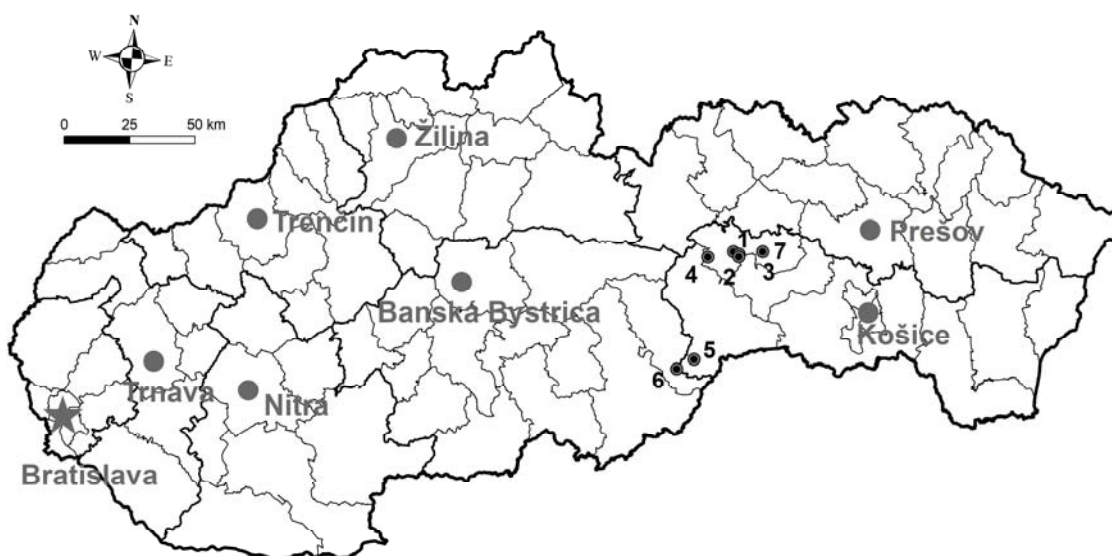 N
W E
S
0 25 50 km
Žilina
Trenčín
Prešov
1 7
4 2 3
Banská Bystrica
Košice
5
6
Trnava
Nitra
Bratislava